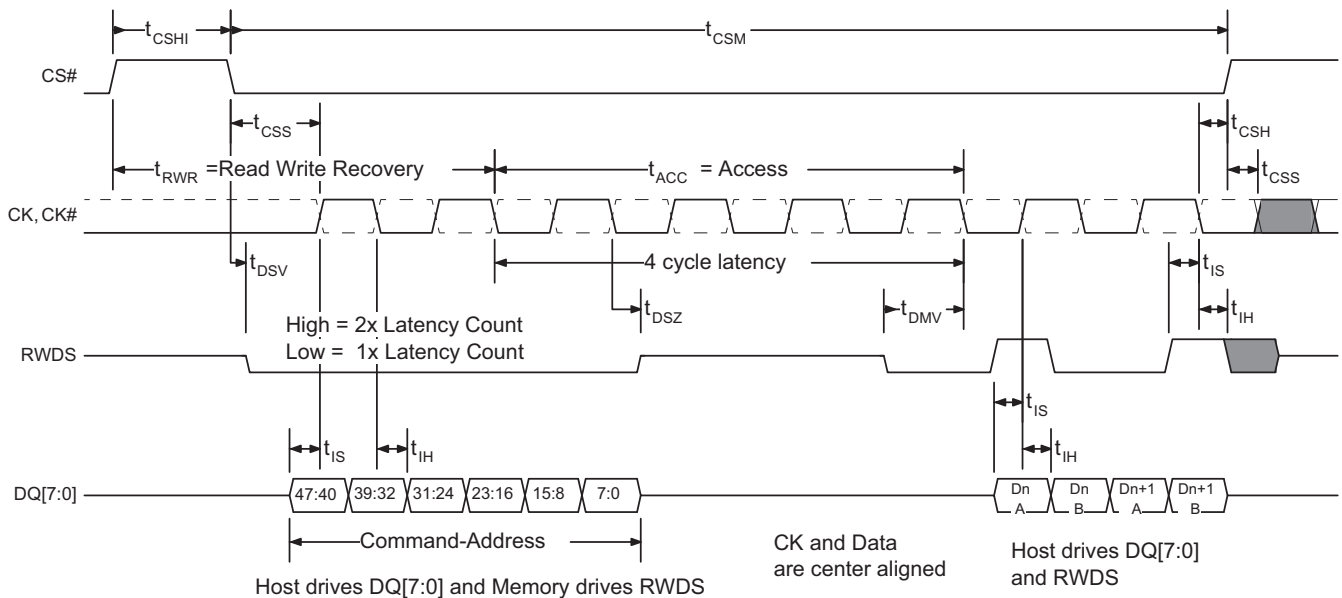 tCSHI
tCSM
CS#
tCSS
tCSH
tRWR =Read Write Recovery
tACC = Access
tCSS
CK, CK#
tDSV
4 cycle latency
tIS
tDSZ
tDMV
tIH
High = 2x Latency Count
Low = 1x Latency Count
RWDS
tIS
tIS
tIH
tIH
DQ[7:0]
47:40 39:32 31:24 23:16 15:8 7:0
Dn A Dn B Dn+1 A Dn+1 B
Command-Address
CK and Data
are center aligned
Host drives DQ[7:0]
and RWDS
Host drives DQ[7:0] and Memory drives RWDS